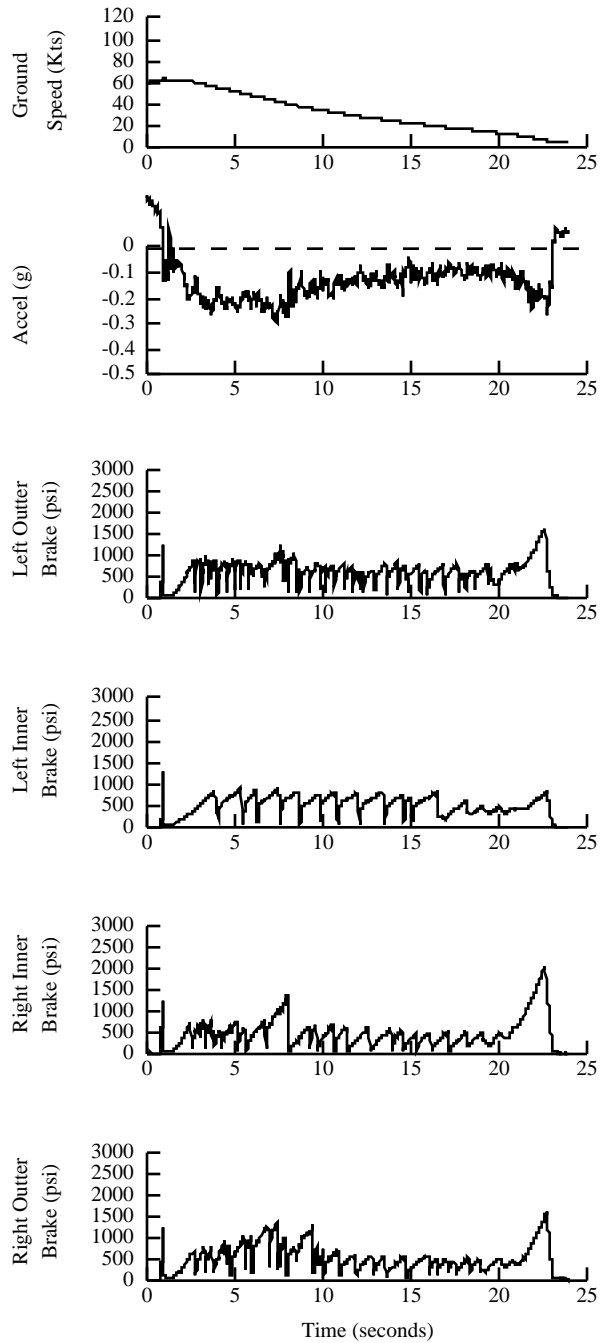 Ground
Speed (Kts)
120
100
80
60
40
20
0
0 5 10 15 20 25
Accel (g)
0
-0.1
-0.2
-0.3
-0.4
-0.5
0 5 10 15 20 25
Left Outter
Brake (psi)
3000
2500
2000
1500
1000
500
0
0 5 10 15 20 25
Left Inner
Brake (psi)
3000
2500
2000
1500
1000
500
0
0 5 10 15 20 25
Right Inner
Brake (psi)
3000
2500
2000
1500
1000
500
0
0 5 10 15 20 25
Right Outter
Brake (psi)
3000
2500
2000
1500
1000
500
0
0 5 10 15 20 25
Time (seconds)